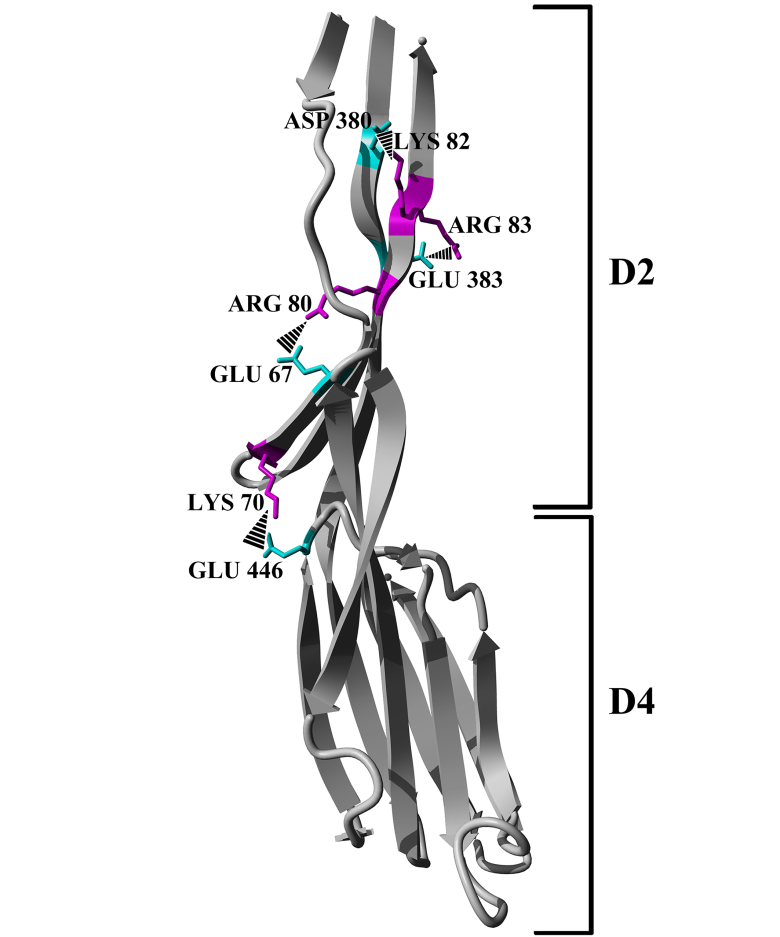 ASP 380
LYS 82
ARG 83
D2
GLU 383
ARG 80
GLU 67
LYS 70
GLU 446
D4